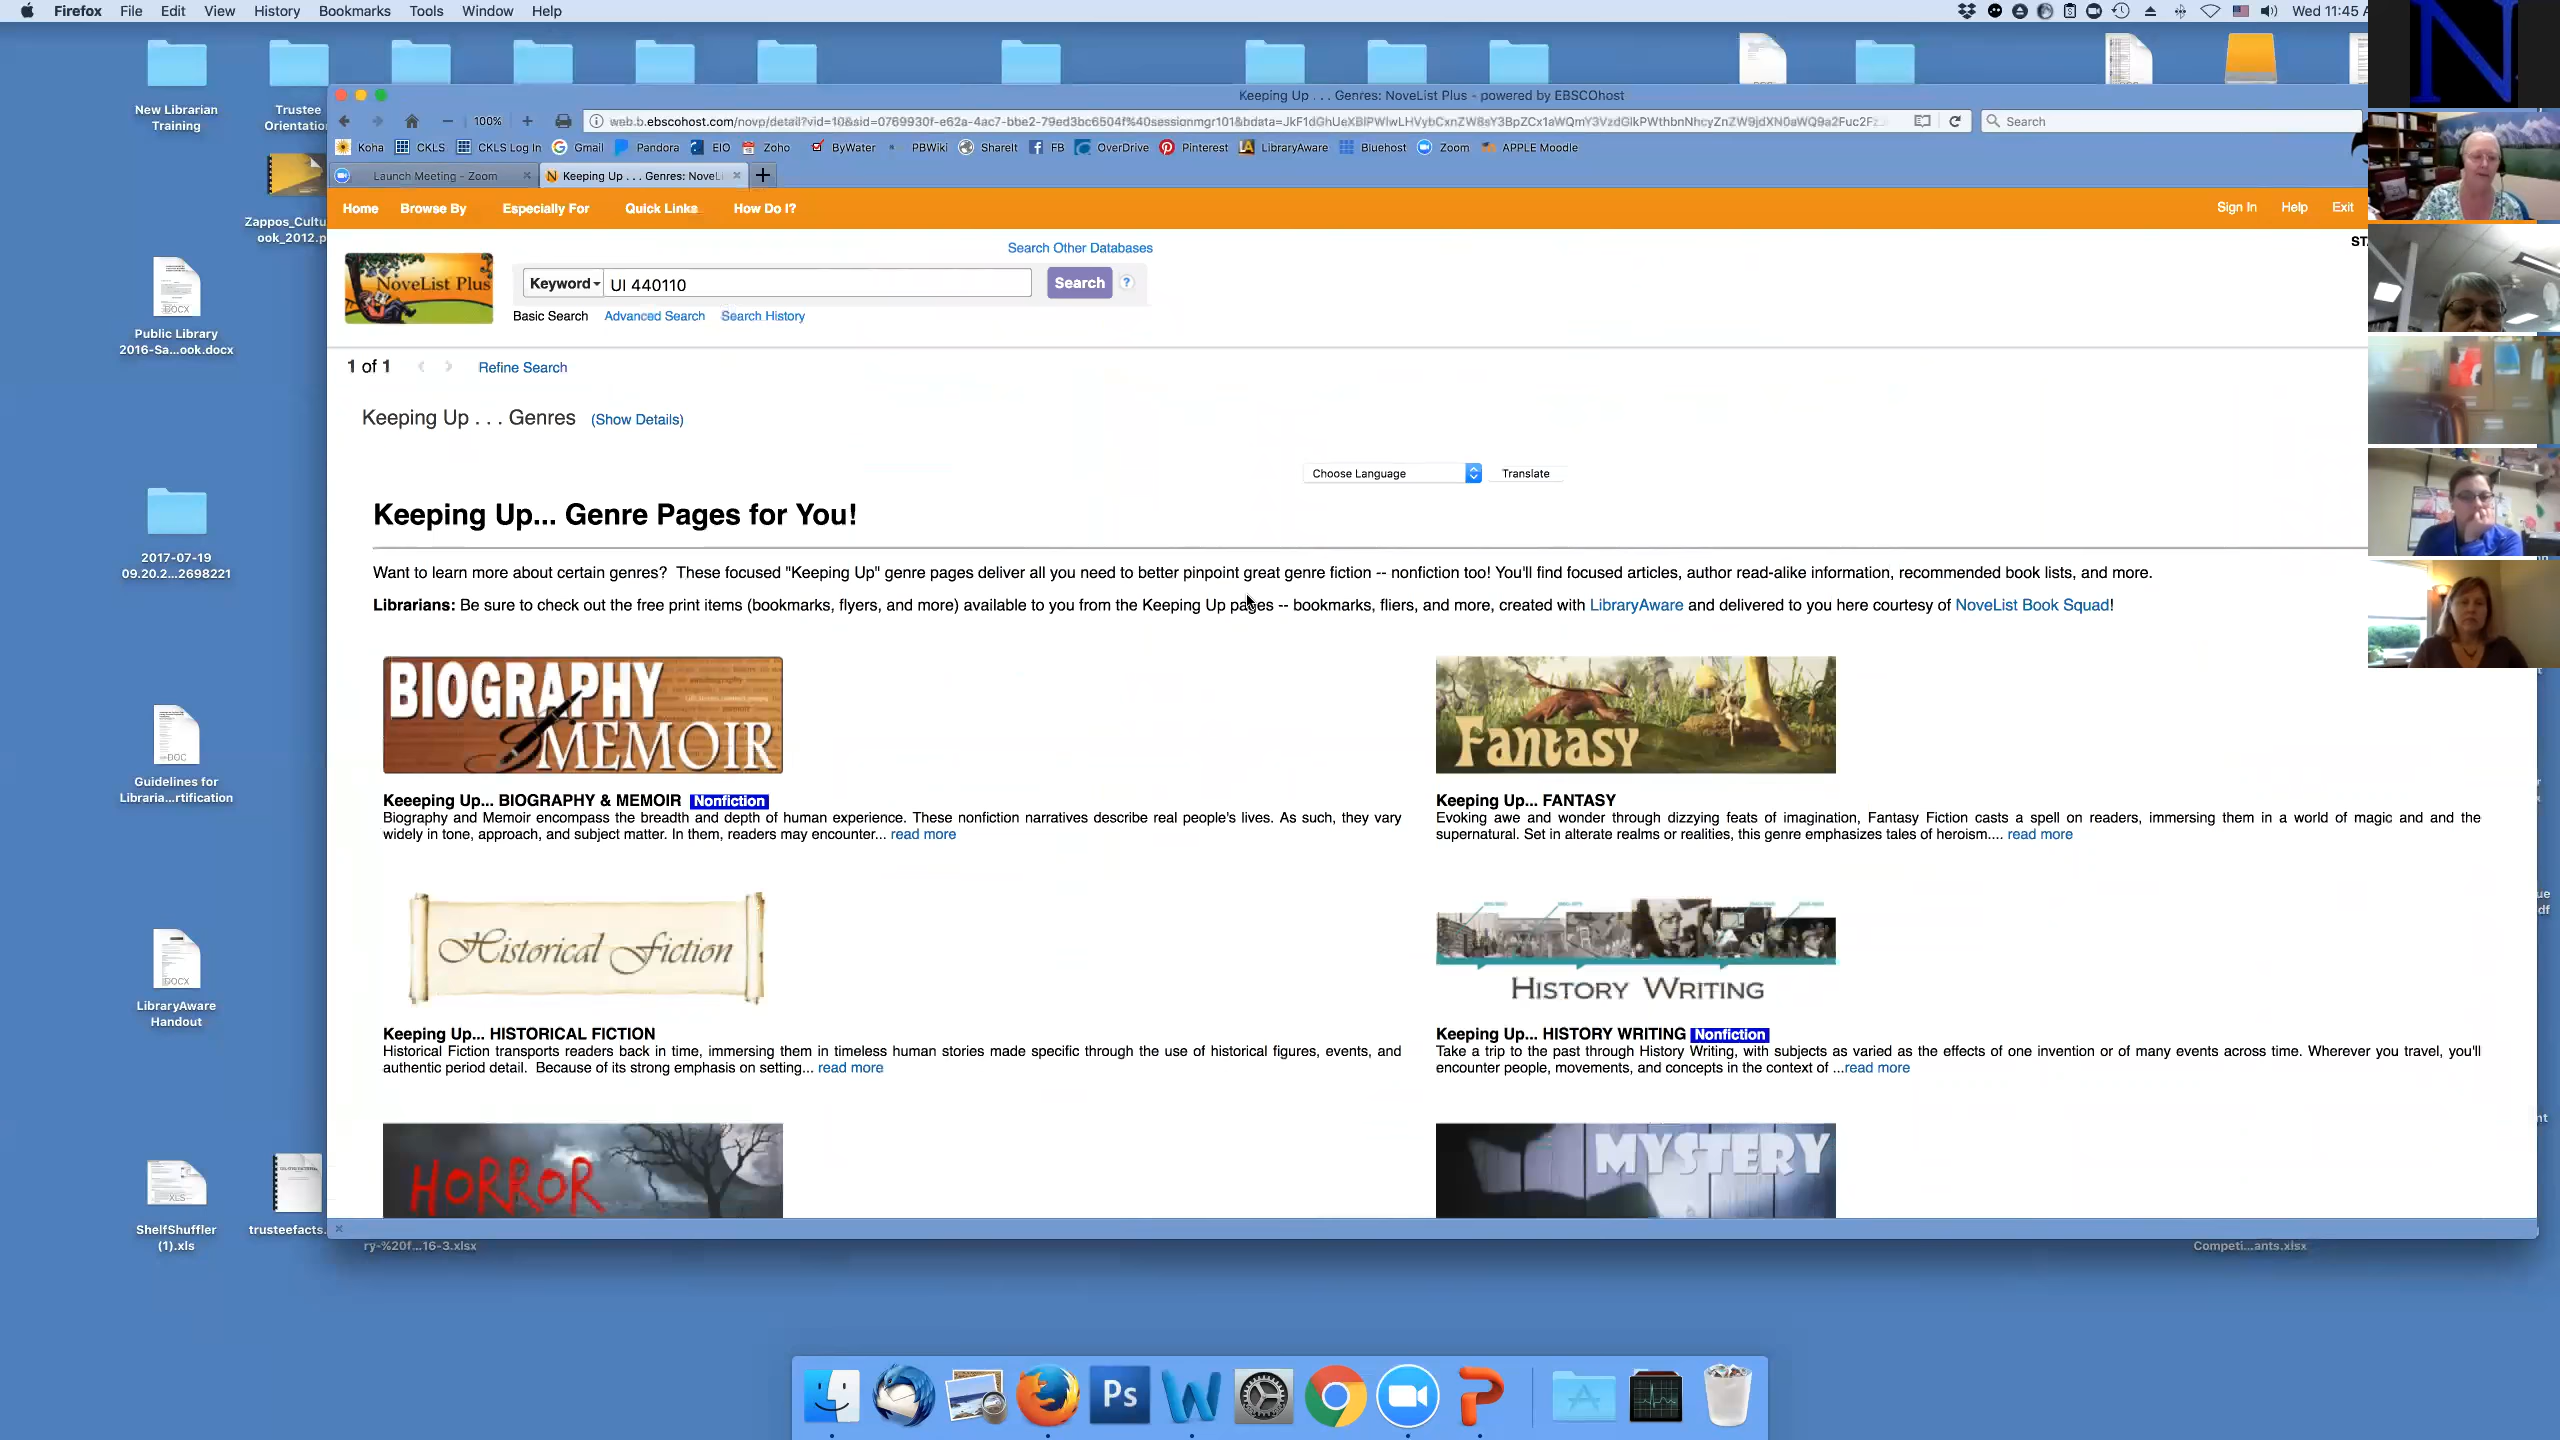 Firefox File Edit View History Bookmarks Tools Window Help
Wed 11:45
New Librarian
Training
Trustee
Orientation
Zappos_Cultu
ook_2012.p
DOCX
Public Library
2016-Sa...ook.docx
2017-07-19
09.20.2...2698221
DOC
Guidelines for
Libraria...rtification
DOCX
LibraryAware
Handout
XLS
ShelfShuffler
(1).xls
trusteefacts.
Keeping Up . . . Genres: NoveList Plus - powered by EBSCOhost
100%
Search
Koha CKLS CKLS Log In Gmail Pandora EIO Zoho ByWater PBWiki ShareIt FB OverDrive Pinterest LibraryAware Bluehost Zoom APPLE Moodle
Launch Meeting - Zoom
Keeping Up . . . Genres: NoveL
Home Browse By Especially For Quick Links How Do I?
Sign In Help Exit
Search Other Databases
NoveList Plus
Keyword UI 440110 Search ?
Basic Search Advanced Search Search History
1 of 1 Refine Search
Keeping Up . . . Genres (Show Details)
Choose Language Translate
Keeping Up... Genre Pages for You!
Want to learn more about certain genres? These focused "Keeping Up" genre pages deliver all you need to better pinpoint great genre fiction -- nonfiction too! You'll find focused articles, author read-alike information, recommended book lists, and more.
Librarians: Be sure to check out the free print items (bookmarks, flyers, and more) available to you from the Keeping Up pages -- bookmarks, fliers, and more, created with LibraryAware and delivered to you here courtesy of NoveList Book Squad!
BIOGRAPHY
MEMOIR
Keeeping Up... BIOGRAPHY & MEMOIR Nonfiction
Biography and Memoir encompass the breadth and depth of human experience. These nonfiction narratives describe real people's lives. As such, they vary
widely in tone, approach, and subject matter. In them, readers may encounter... read more
Fantasy
Keeping Up... FANTASY
Evoking awe and wonder through dizzying feats of imagination, Fantasy Fiction casts a spell on readers, immersing them in a world of magic and and the
supernatural. Set in alterate realms or realities, this genre emphasizes tales of heroism.... read more
Historical Fiction
Keeping Up... HISTORICAL FICTION
Historical Fiction transports readers back in time, immersing them in timeless human stories made specific through the use of historical figures, events, and
authentic period detail. Because of its strong emphasis on setting... read more
HISTORY WRITING
Keeping Up... HISTORY WRITING Nonfiction
Take a trip to the past through History Writing, with subjects as varied as the effects of one invention or of many events across time. Wherever you travel, you'll
encounter people, movements, and concepts in the context of ...read more
HORROR
MYSTERY
ry-%20f...16-3.xlsx
Competi...ants.xlsx
Ps
N